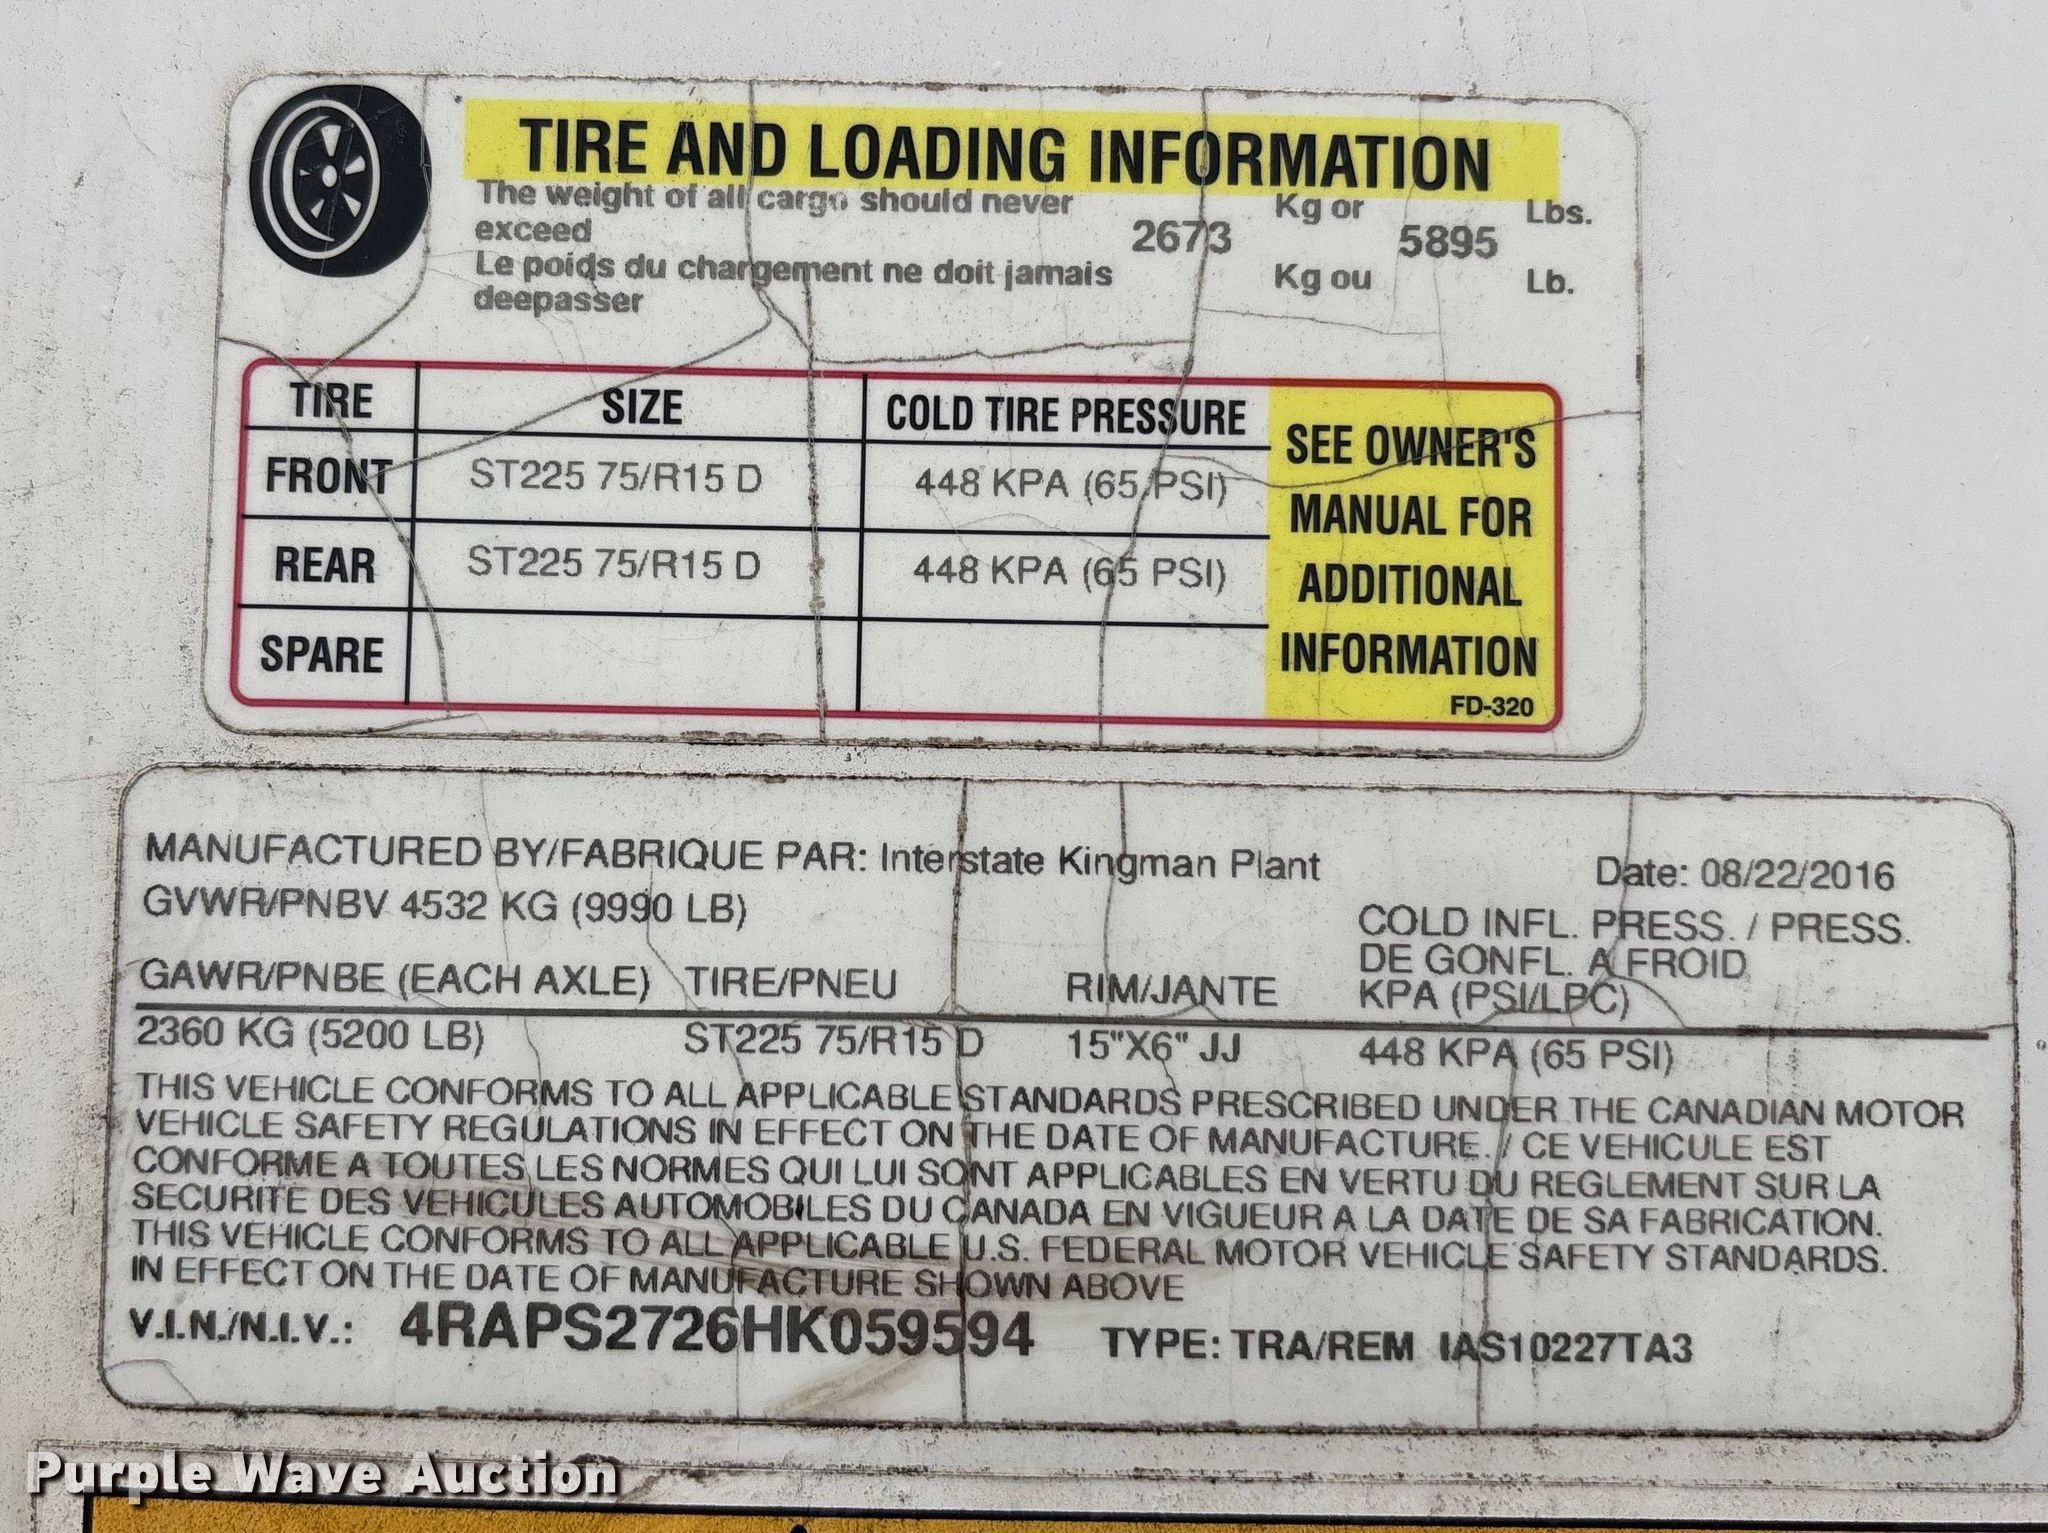 TIRE AND LOADING INFORMATION
The weight of all cargo should never exceed 2673 Kg or 5895 Lbs.
Le poids du chargement ne doit jamais deepasser Kg ou Lb.
TIRE SIZE COLD TIRE PRESSURE
FRONT ST225 75/R15 D 448 KPA (65 PSI)
REAR ST225 75/R15 D 448 KPA (65 PSI)
SPARE
SEE OWNER'S
MANUAL FOR
ADDITIONAL
INFORMATION
FD-320
MANUFACTURED BY/FABRIQUE PAR: Interstate Kingman Plant Date: 08/22/2016
GVWR/PNBV 4532 KG (9990 LB)
GAWR/PNBE (EACH AXLE) TIRE/PNEU RIM/JANTE COLD INFL. PRESS. / PRESS. DE GONFL. A FROID KPA (PSI/LPC)
2360 KG (5200 LB) ST225 75/R15 D 15"X6" JJ 448 KPA (65 PSI)
THIS VEHICLE CONFORMS TO ALL APPLICABLE STANDARDS PRESCRIBED UNDER THE CANADIAN MOTOR
VEHICLE SAFETY REGULATIONS IN EFFECT ON THE DATE OF MANUFACTURE. / CE VEHICULE EST
CONFORME A TOUTES LES NORMES QUI LUI SONT APPLICABLES EN VERTU DU REGLEMENT SUR LA
SECURITE DES VEHICULES AUTOMOBILES DU CANADA EN VIGUEUR A LA DATE DE SA FABRICATION.
THIS VEHICLE CONFORMS TO ALL APPLICABLE U.S. FEDERAL MOTOR VEHICLE SAFETY STANDARDS.
IN EFFECT ON THE DATE OF MANUFACTURE SHOWN ABOVE
V.I.N./N.I.V.: 4RAPS2726HK059594 TYPE: TRA/REM IAS10227TA3
Purple Wave Auction